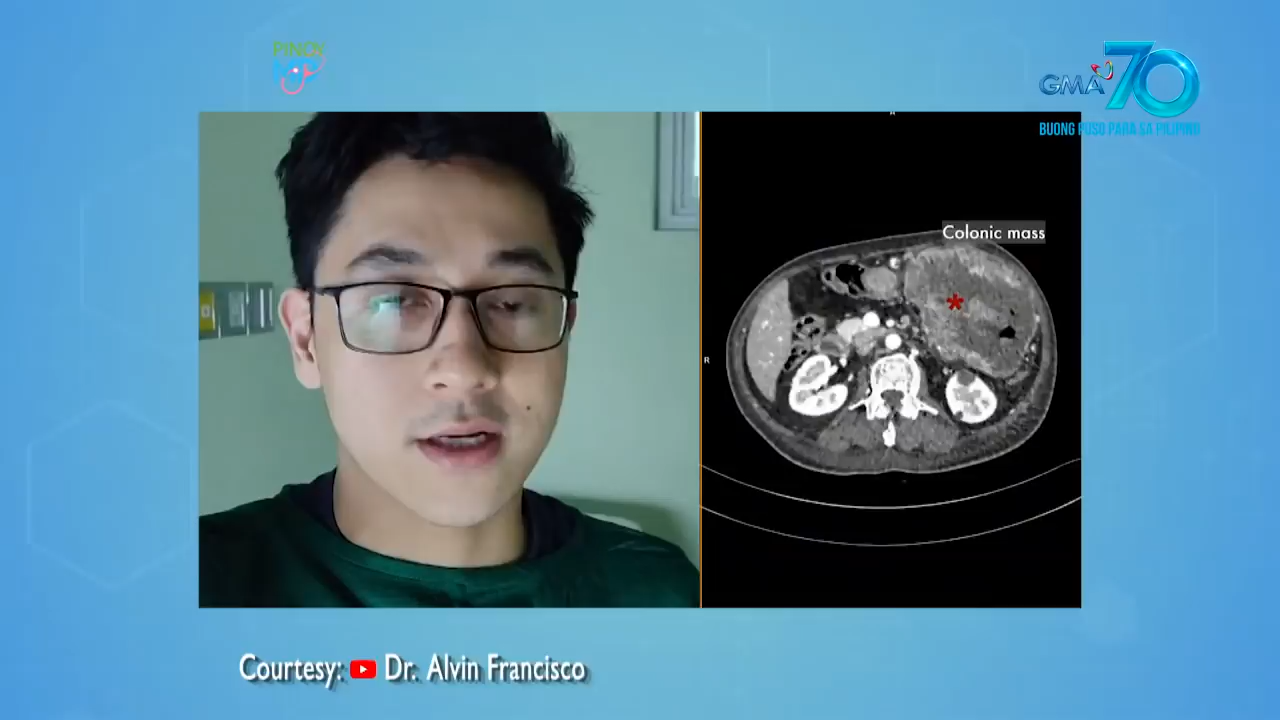 PINOY
MD
GMA 70
BUONG PUSO PARA SA PILIPINO
A
Colonic mass
*
R
Courtesy: Dr. Alvin Francisco